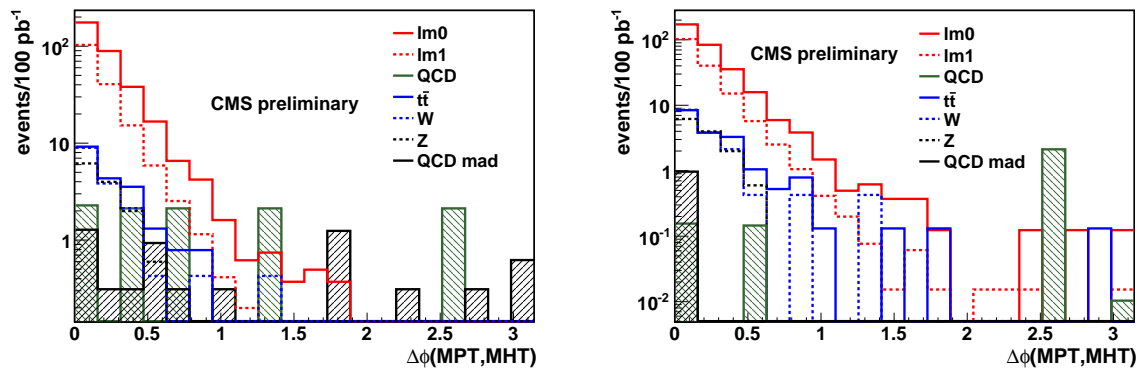 events/100 pb⁻¹
10²
10
1
CMS preliminary
lm0
lm1
QCD
tt̄
W
Z
QCD mad
0 0.5 1 1.5 2 2.5 3
Δϕ(MPT,MHT)
events/100 pb⁻¹
10²
10
1
10⁻¹
10⁻²
CMS preliminary
lm0
lm1
QCD
tt̄
W
Z
QCD mad
0 0.5 1 1.5 2 2.5 3
Δϕ(MPT,MHT)